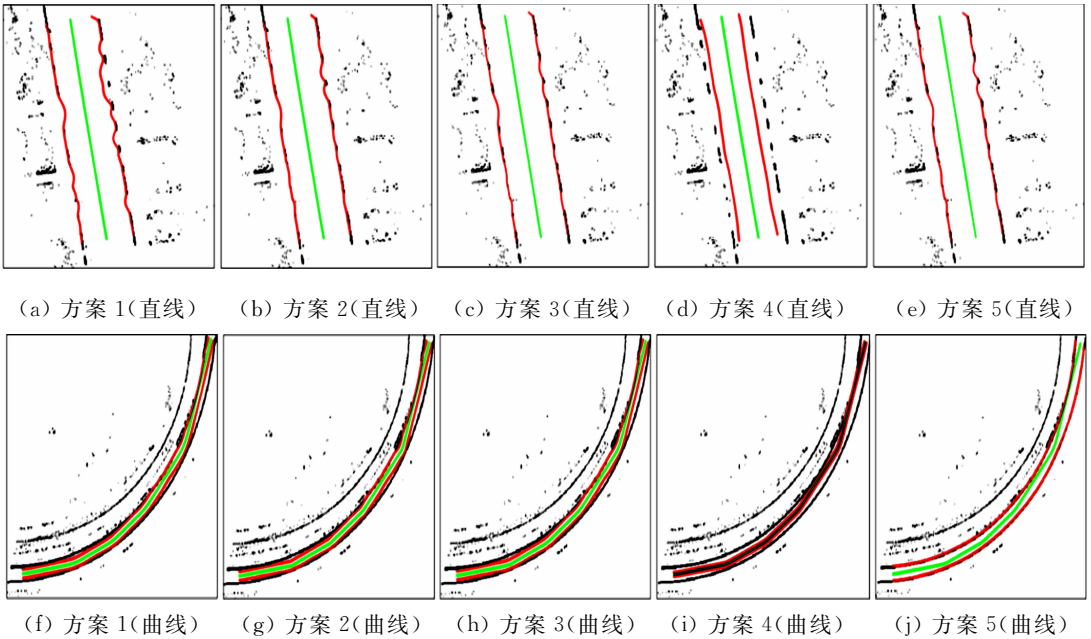 (a) 方案 1(直线) (b) 方案 2(直线) (c) 方案 3(直线) (d) 方案 4(直线) (e) 方案 5(直线)
(f) 方案 1(曲线) (g) 方案 2(曲线) (h) 方案 3(曲线) (i) 方案 4(曲线) (j) 方案 5(曲线)